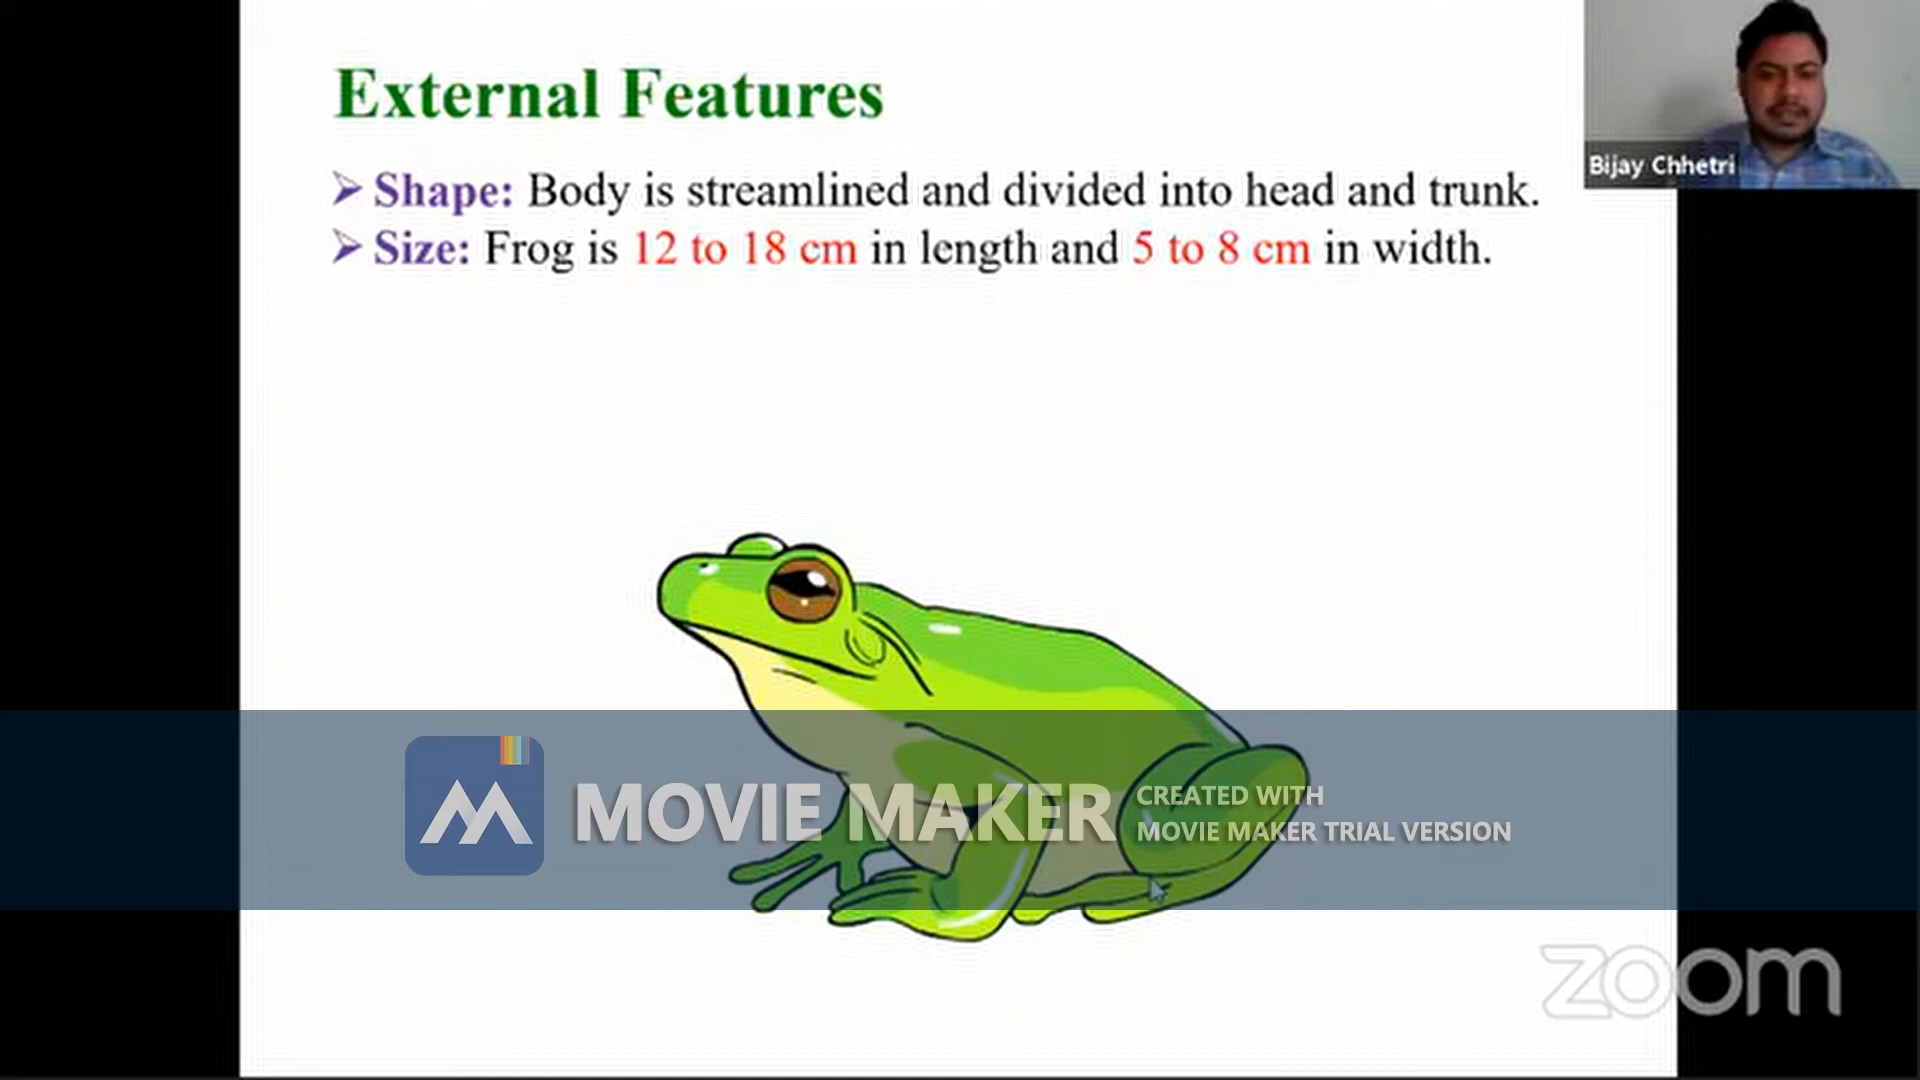 External Features
Shape: Body is streamlined and divided into head and trunk.
Size: Frog is 12 to 18 cm in length and 5 to 8 cm in width.
Bijay Chhetri
MOVIE MAKER
CREATED WITH
MOVIE MAKER TRIAL VERSION
zoom